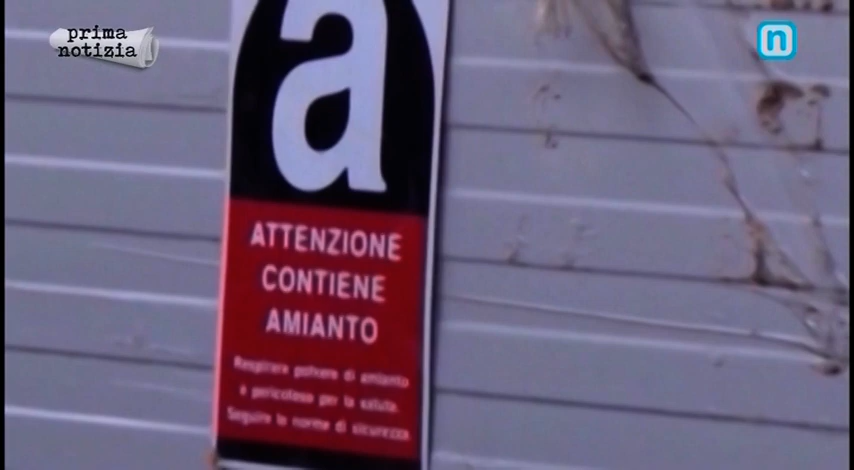 prima
notizia
n
a
ATTENZIONE
CONTIENE
AMIANTO
Respirare polvere di amianto
è pericoloso per la salute.
Seguire le norme di sicurezza